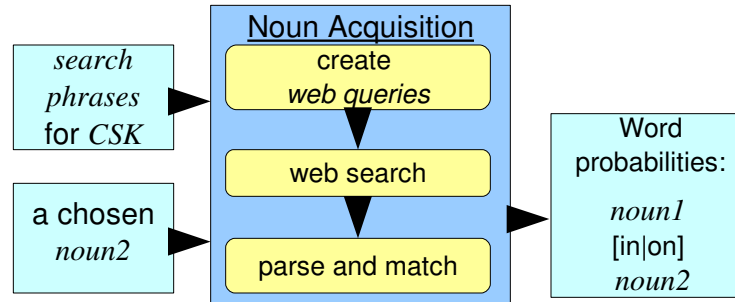 search
phrases
for CSK
a chosen
noun2
Noun Acquisition
create
web queries
web search
parse and match
Word
probabilities:
noun1
[in|on]
noun2